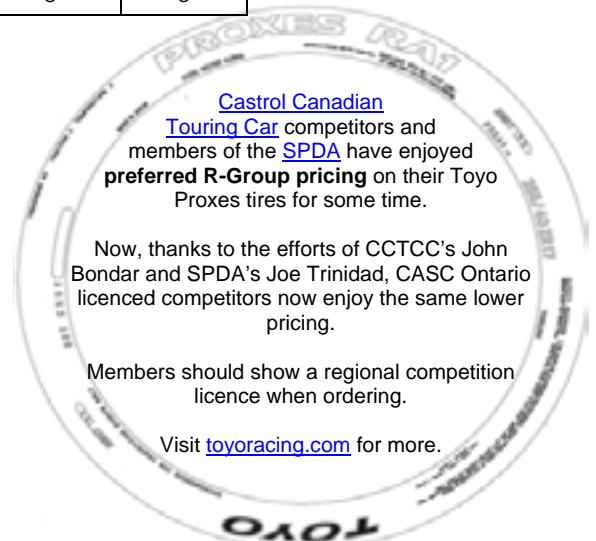 PROXES RA1
Castrol Canadian
Touring Car competitors and
members of the SPDA have enjoyed
preferred R-Group pricing on their Toyo
Proxes tires for some time.
Now, thanks to the efforts of CCTCC's John
Bondar and SPDA's Joe Trinidad, CASC Ontario
licenced competitors now enjoy the same lower
pricing.
Members should show a regional competition
licence when ordering.
Visit toyoracing.com for more.
TOYO